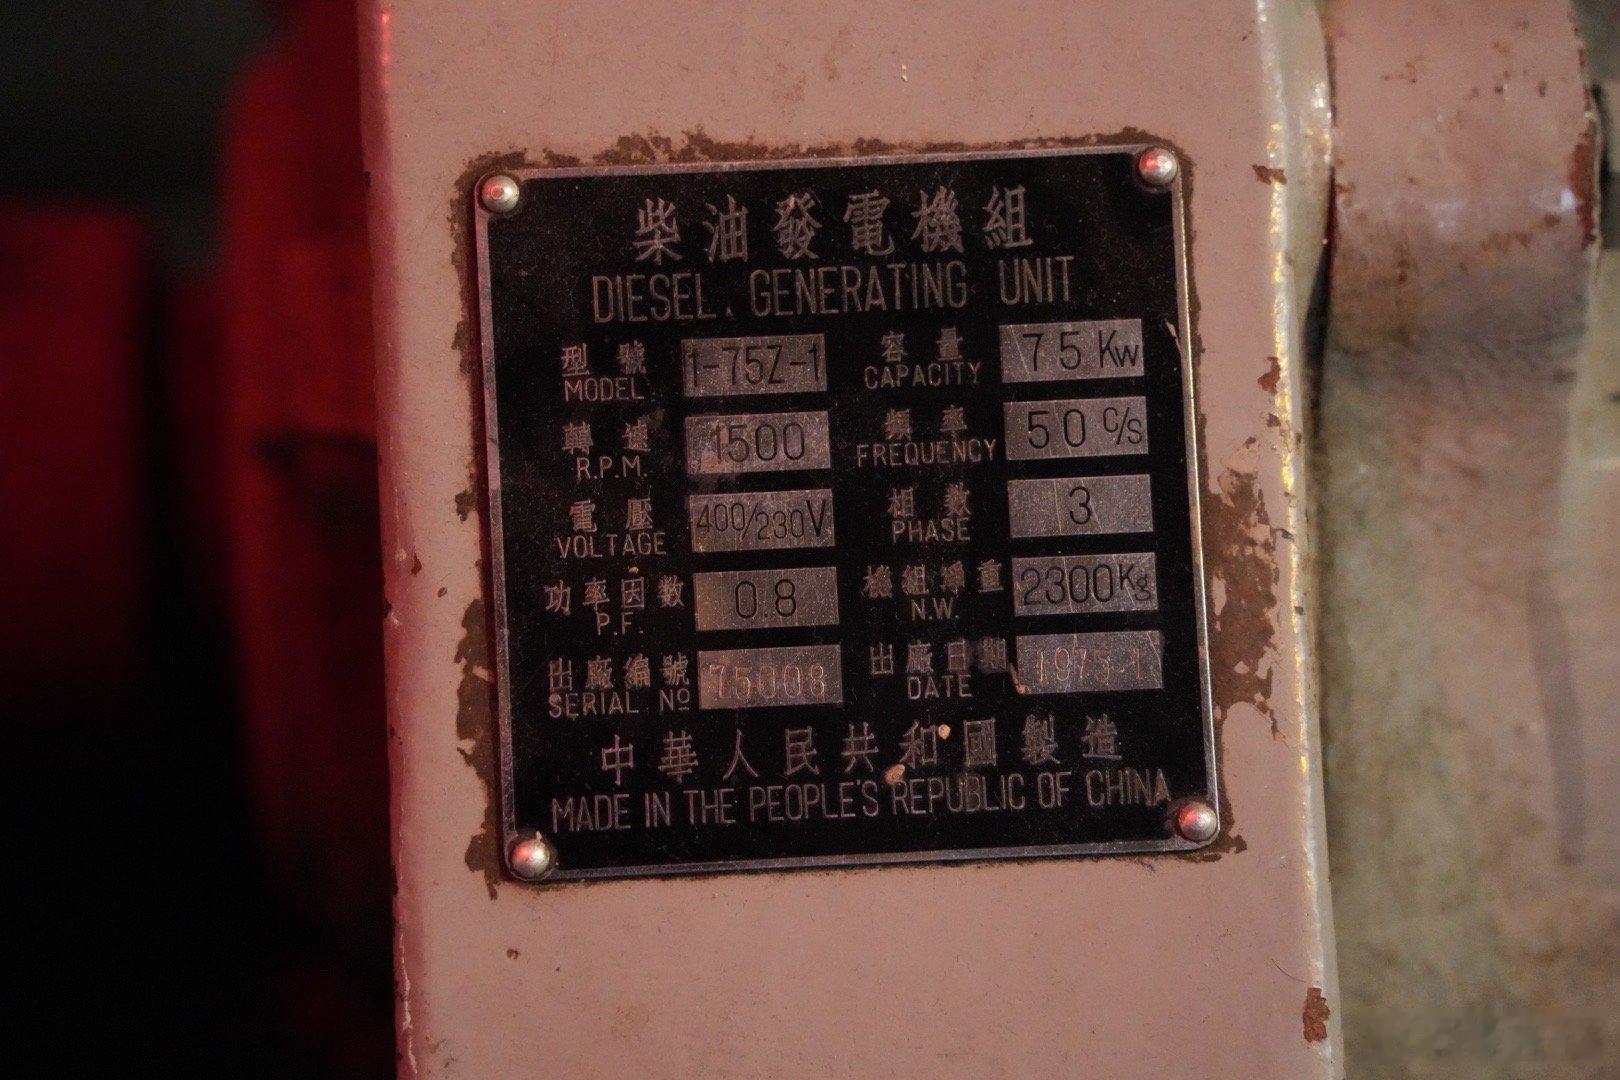 柴油發電機組
DIESEL. GENERATING UNIT
型號 1-75Z-1 容量 75 Kw
MODEL CAPACITY
轉速 1500 頻率 50 c/s
R.P.M. FREQUENCY
電壓 400/230V 相數 3
VOLTAGE PHASE
功率因數 0.8 機組凈重 2300Kg
P.F. N.W.
出廠編號 75008 出廠日期 1975-1
SERIAL Nº DATE
中華人民共和國製造
MADE IN THE PEOPLE'S REPUBLIC OF CHINA